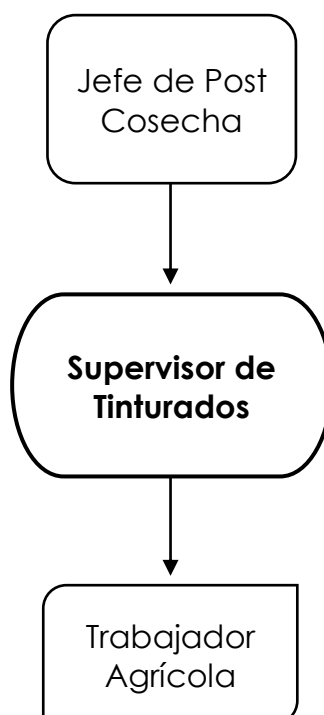 Jefe de Post
Cosecha
Supervisor de
Tinturados
Trabajador
Agrícola